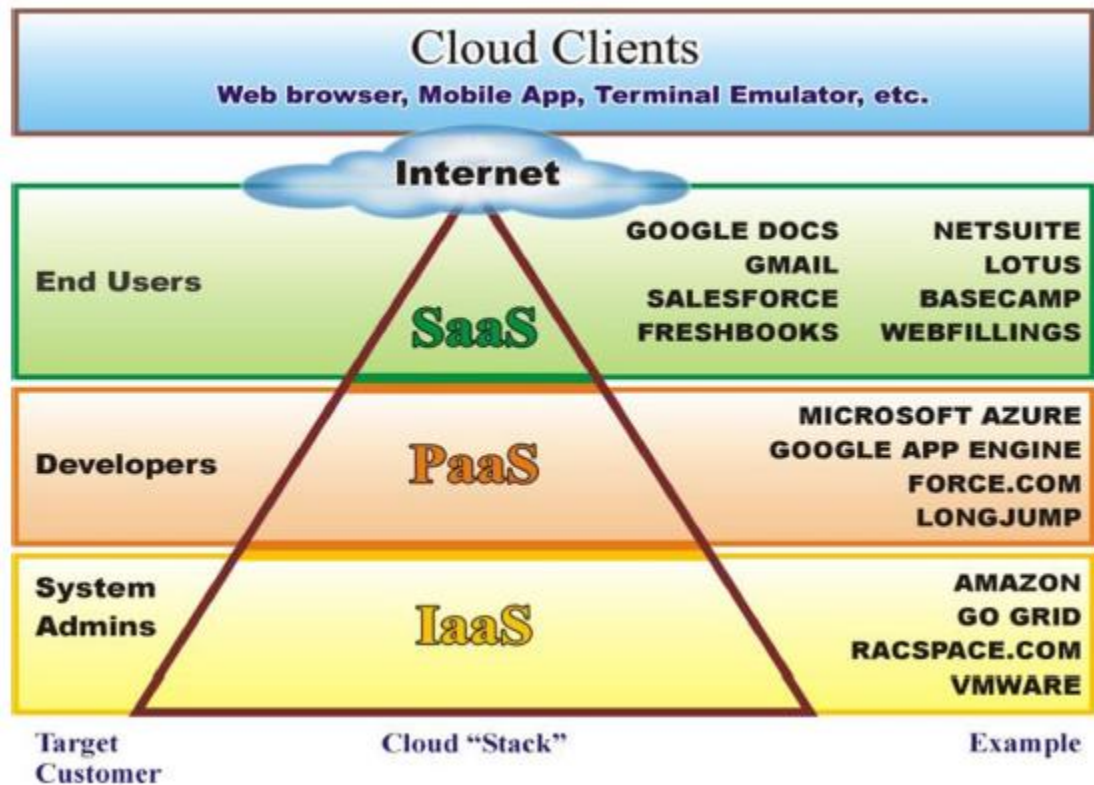 Cloud Clients
Web browser, Mobile App, Terminal Emulator, etc.
Internet
End Users
SaaS
GOOGLE DOCS
GMAIL
SALESFORCE
FRESHBOOKS
NETSUITE
LOTUS
BASECAMP
WEBFILLINGS
Developers
PaaS
MICROSOFT AZURE
GOOGLE APP ENGINE
FORCE.COM
LONGJUMP
System
Admins
IaaS
AMAZON
GO GRID
RACSPACE.COM
VMWARE
Target
Customer
Cloud “Stack”
Example